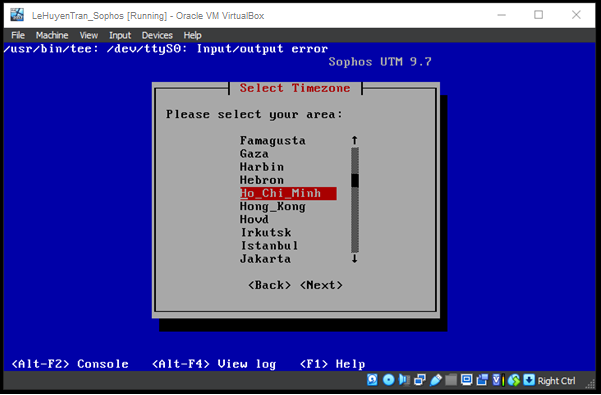 LeHuyenTran_Sophos [Running] - Oracle VM VirtualBox
File Machine View Input Devices Help
/usr/bin/tee: /dev/ttyS0: Input/output error
Sophos UTM 9.7
Select Timezone
Please select your area:
Famagusta
Gaza
Harbin
Hebron
Ho_Chi_Minh
Hong_Kong
Hovd
Irkutsk
Istanbul
Jakarta
<Back> <Next>
<Alt-F2> Console <Alt-F4> View log <F1> Help
Right Ctrl